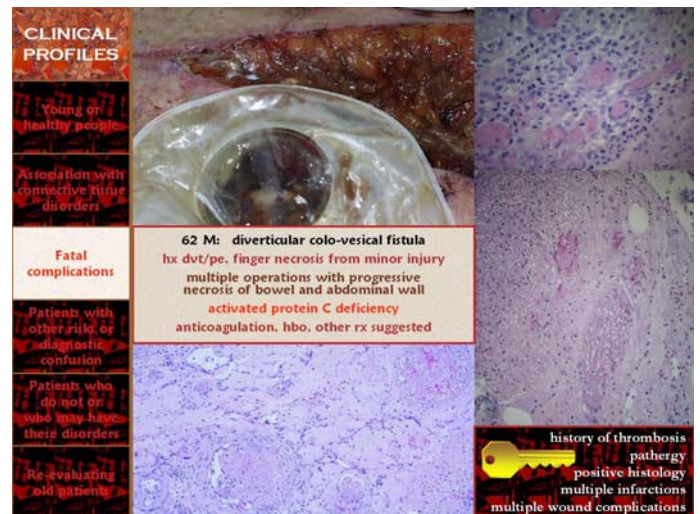 CLINICAL
PROFILES
Young or
healthy people
Association with
connective tissue
disorders
Fatal
complications
Patients with
other risks or
diagnostic
confusion
Patients who
do not or
who may have
these disorders
Re-evaluating
old patients
62 M: diverticular colo-vesical fistula
hx dvt/pe, finger necrosis from minor injury
multiple operations with progressive
necrosis of bowel and abdominal wall
activated protein C deficiency
anticoagulation, hbo, other rx suggested
history of thrombosis
pathergy
positive histology
multiple infarctions
multiple wound complications